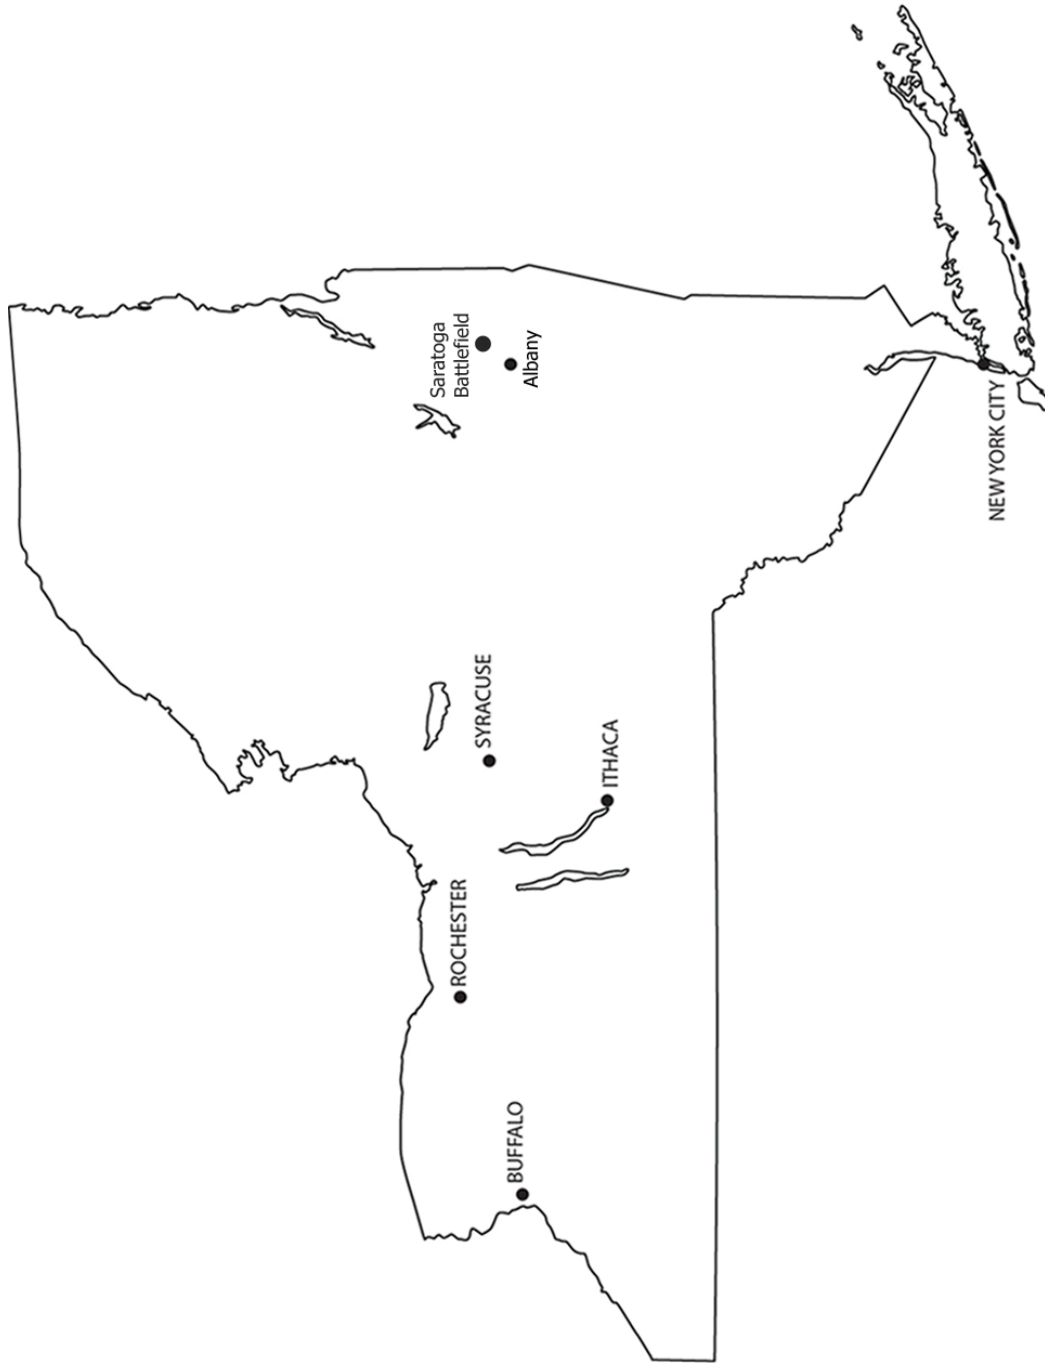 Saratoga
Battlefield
Albany
SYRACUSE
ROCHESTER
ITHACA
BUFFALO
NEW YORK CITY